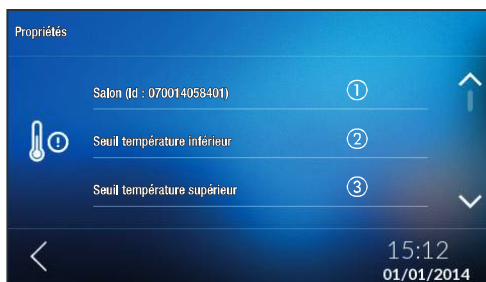 Propriétés
Salon (Id : 070014058401) ①
Seuil température inférieur ②
Seuil température supérieur ③
15:12
01/01/2014